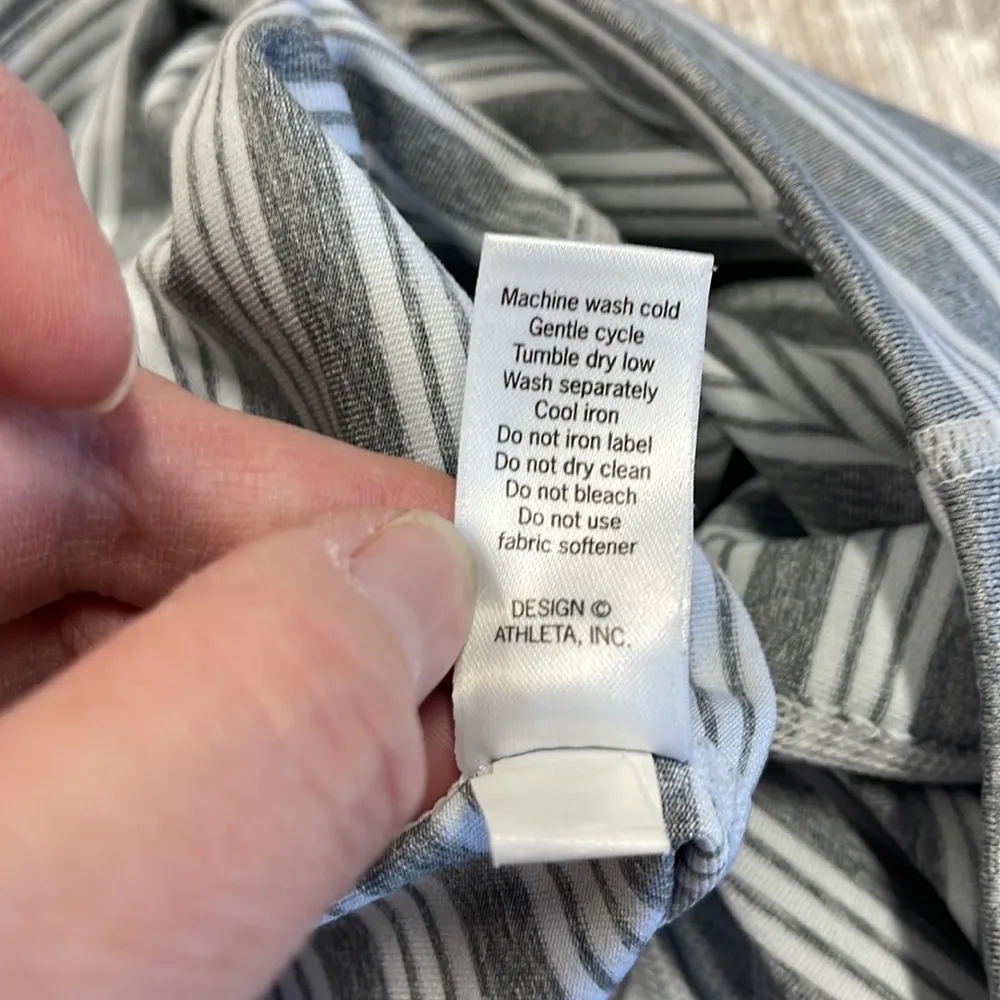 Machine wash cold
Gentle cycle
Tumble dry low
Wash separately
Cool iron
Do not iron label
Do not dry clean
Do not bleach
Do not use
fabric softener
DESIGN ©
ATHLETA, INC.